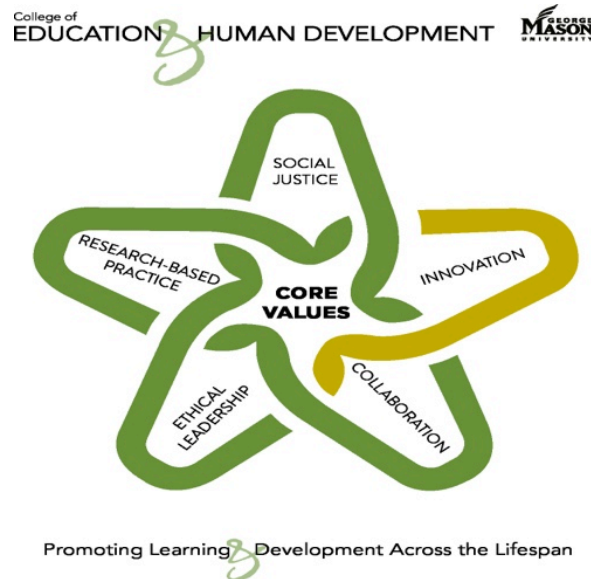 College of
EDUCATION & HUMAN DEVELOPMENT
GEORGE
MASON
UNIVERSITY
SOCIAL
JUSTICE
RESEARCH-BASED
PRACTICE
INNOVATION
CORE
VALUES
ETHICAL
LEADERSHIP
COLLABORATION
Promoting Learning & Development Across the Lifespan